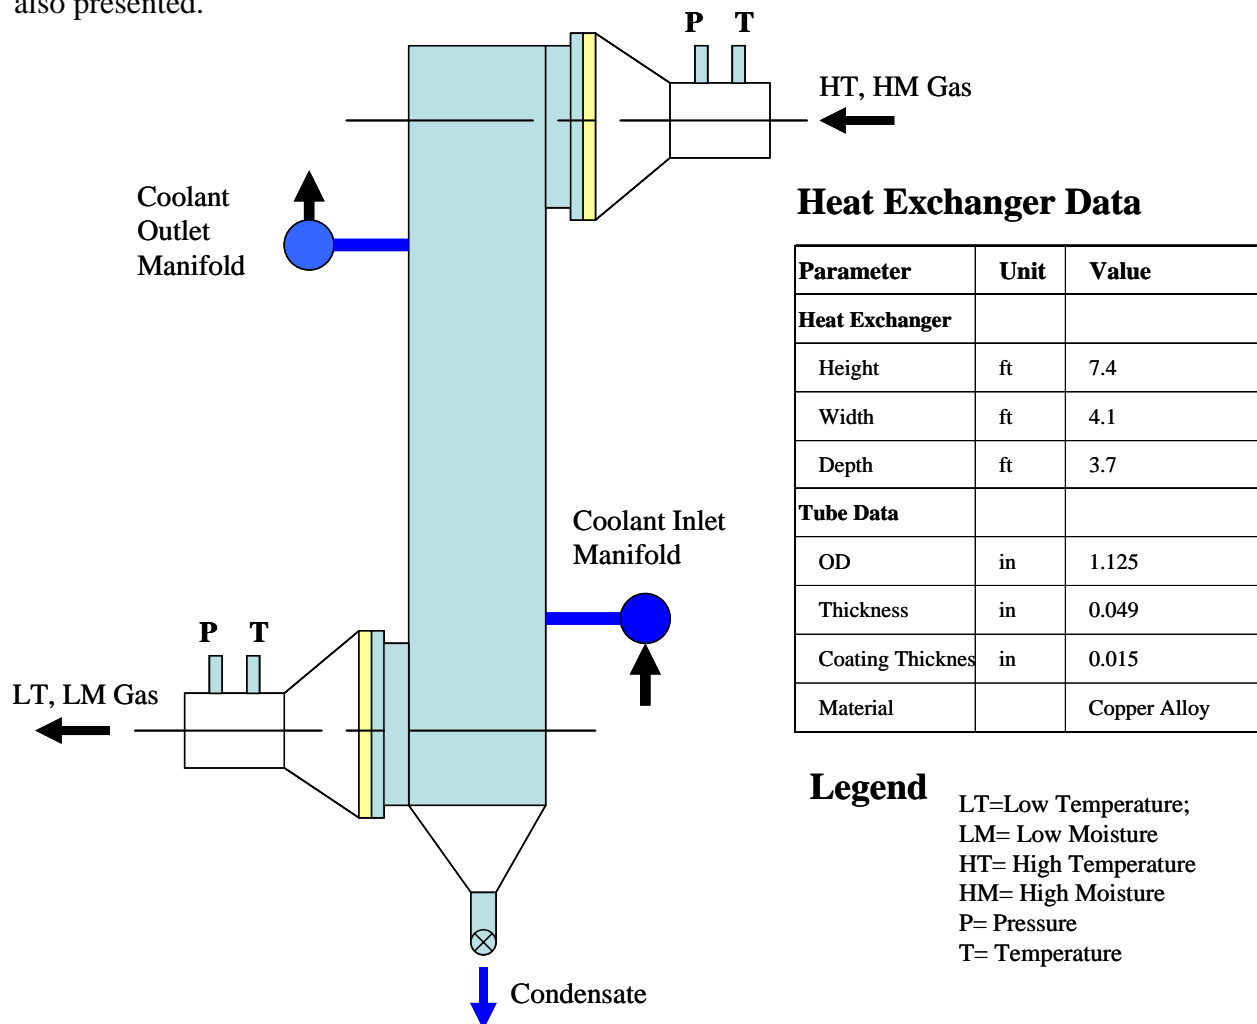 also presented.
P T
HT, HM Gas
Coolant
Outlet
Manifold
Heat Exchanger Data
Parameter Unit Value
Heat Exchanger
Height ft 7.4
Width ft 4.1
Depth ft 3.7
Tube Data
OD in 1.125
Thickness in 0.049
Coating Thicknes in 0.015
Material Copper Alloy
Coolant Inlet
Manifold
P T
LT, LM Gas
Legend
LT=Low Temperature;
LM= Low Moisture
HT= High Temperature
HM= High Moisture
P= Pressure
T= Temperature
Condensate